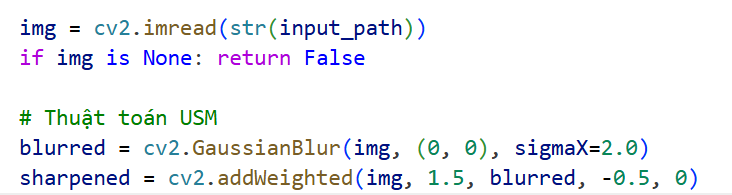 img = cv2.imread(str(input_path))
if img is None: return False
# Thuật toán USM
blurred = cv2.GaussianBlur(img, (0, 0), sigmaX=2.0)
sharpened = cv2.addWeighted(img, 1.5, blurred, -0.5, 0)